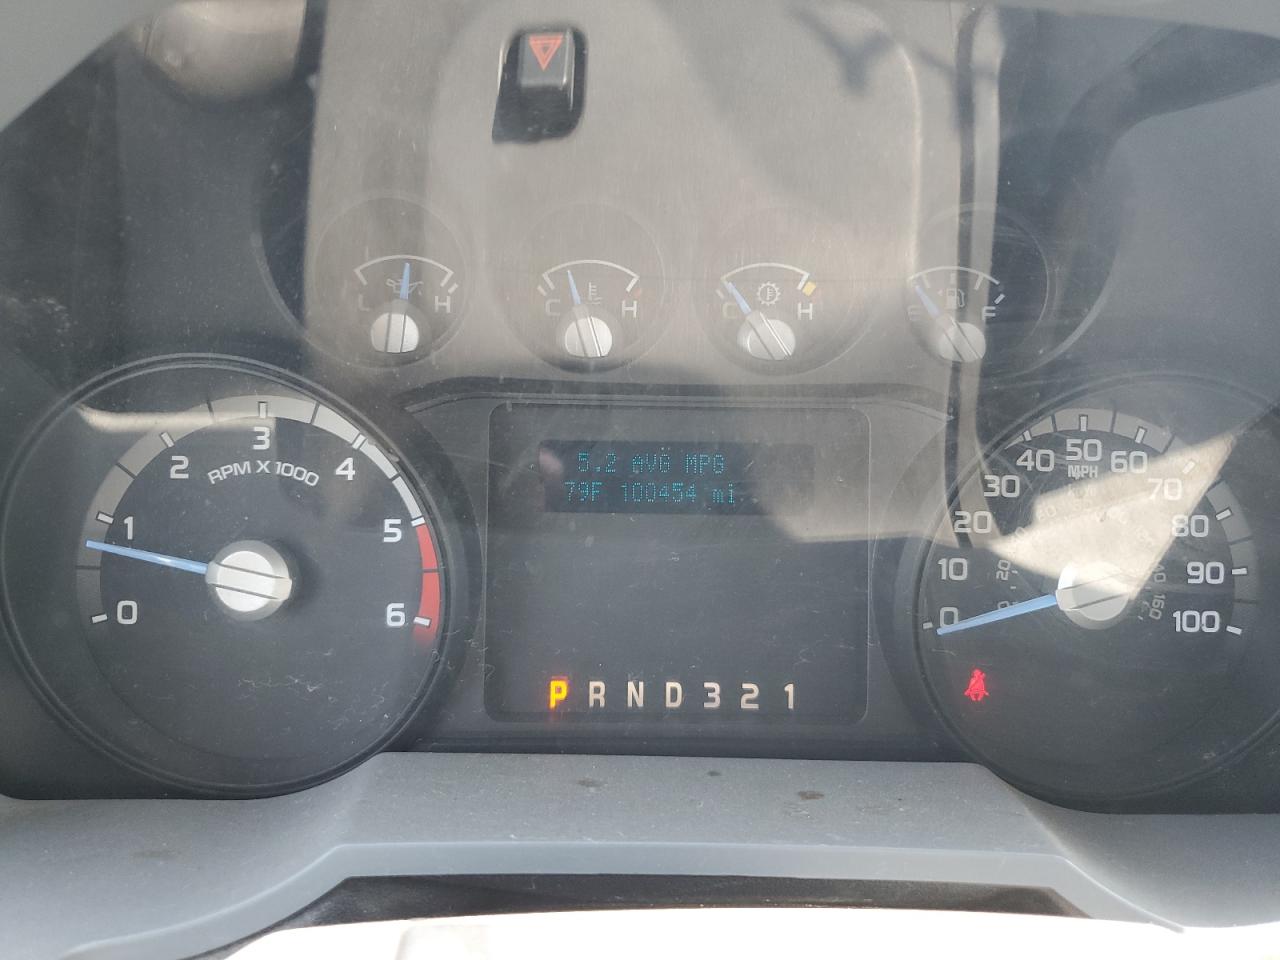 L H
C H
C H
E F
0 1 2 3 4 5 6
RPM X 1000
5.2 AVG MPG
79F 100454 mi
P R N D 3 2 1
0 10 20 30 40 50 60 70 80 90 100
MPH
km/h